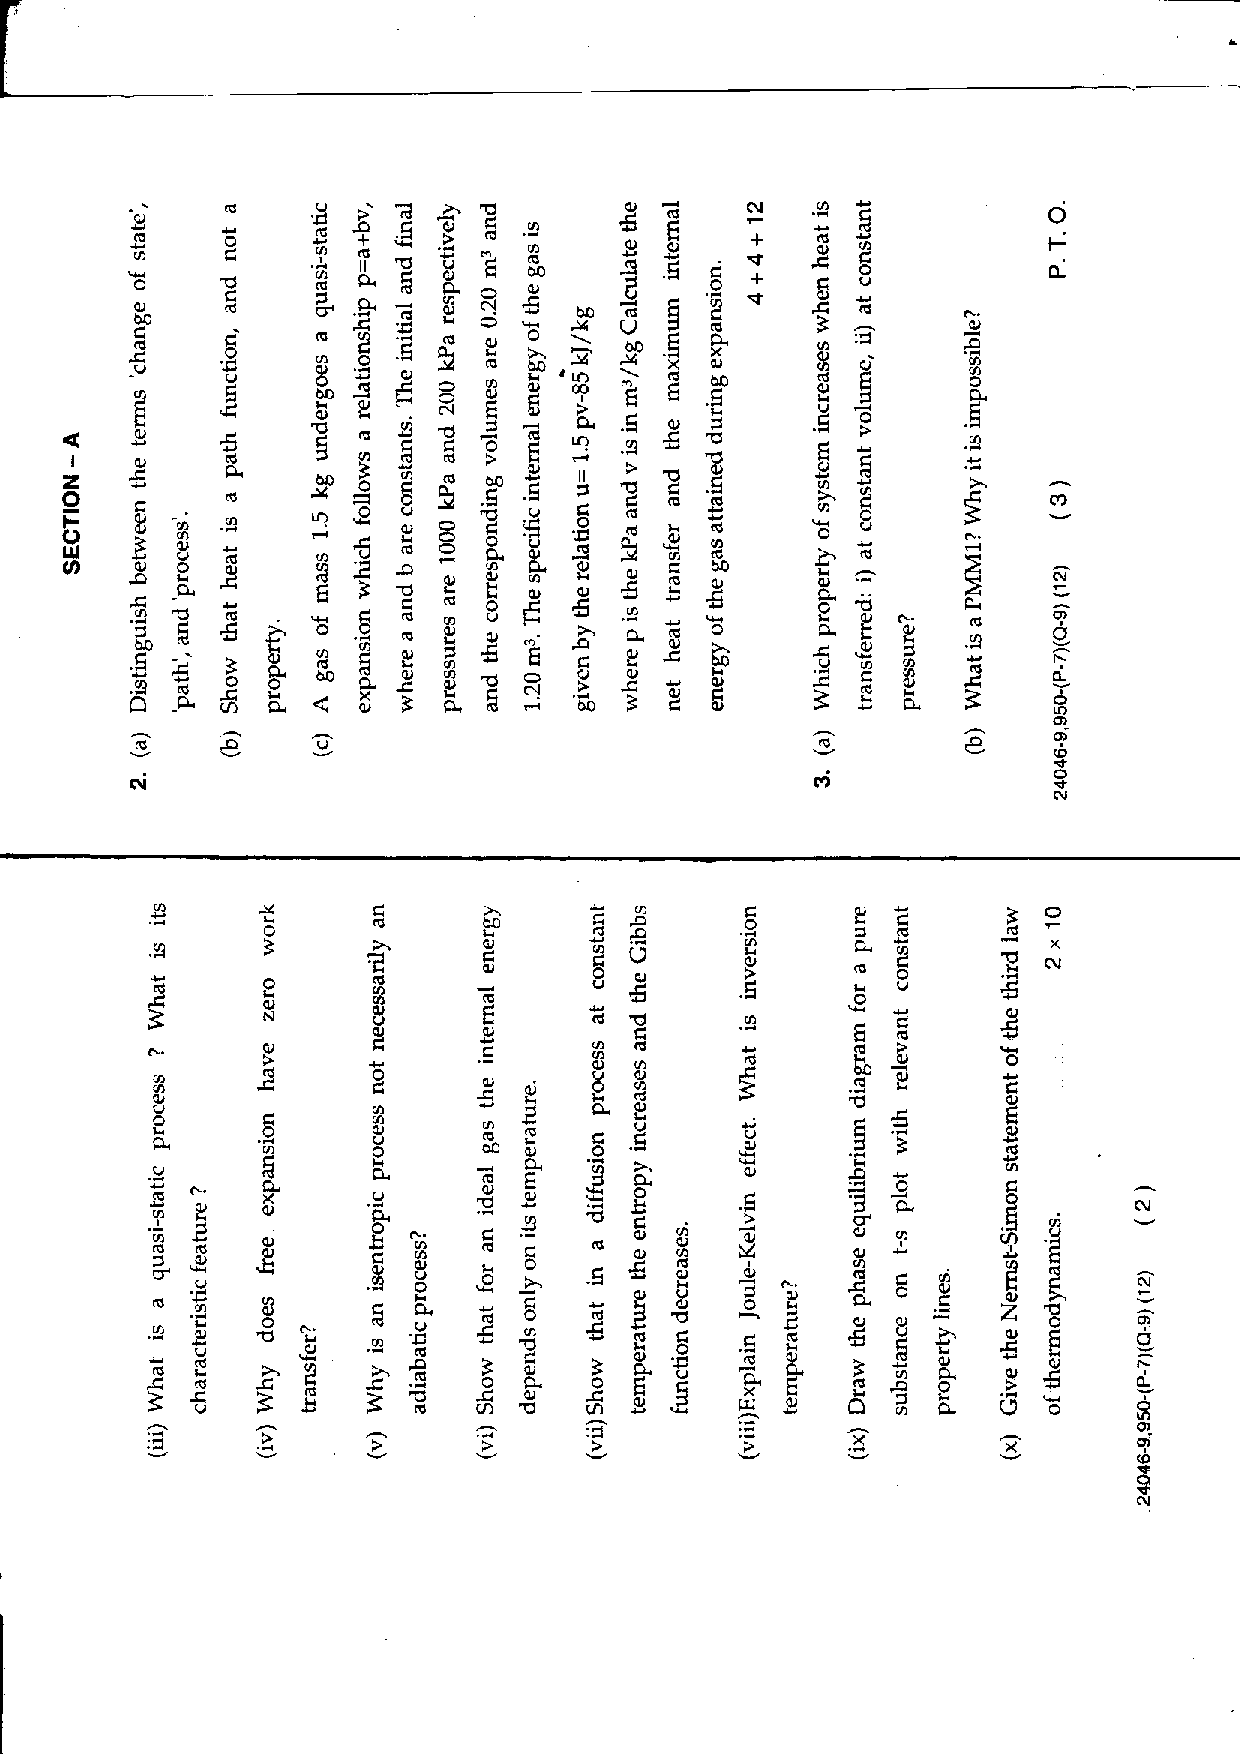 (iii) What is a quasi-static process ? What is its
characteristic feature ?
(iv) Why does free expansion have zero work
transfer?
(v) Why is an isentropic process not necessarily an
adiabatic process?
(vi) Show that for an ideal gas the internal energy
depends only on its temperature.
(vii) Show that in a diffusion process at constant
temperature the entropy increases and the Gibbs
function decreases.
(viii) Explain Joule-Kelvin effect. What is inversion
temperature?
(ix) Draw the phase equilibrium diagram for a pure
substance on t-s plot with relevant constant
property lines.
(x) Give the Nernst-Simon statement of the third law
of thermodynamics. 2 × 10
24046-9,950-(P-7)(Q-9) (12) ( 2 )
SECTION – A
2. (a) Distinguish between the terms 'change of state',
'path', and 'process'.
(b) Show that heat is a path function, and not a
property.
(c) A gas of mass 1.5 kg undergoes a quasi-static
expansion which follows a relationship p=a+bv,
where a and b are constants. The initial and final
pressures are 1000 kPa and 200 kPa respectively
and the corresponding volumes are 0.20 m³ and
1.20 m³. The specific internal energy of the gas is
given by the relation u= 1.5 pv-85 kJ/kg
where p is the kPa and v is in m³/kg Calculate the
net heat transfer and the maximum internal
energy of the gas attained during expansion.
4 + 4 + 12
3. (a) Which property of system increases when heat is
transferred: i) at constant volume, ii) at constant
pressure?
(b) What is a PMM1? Why it is impossible?
24046-9,950-(P-7)(Q-9) (12) ( 3 ) P. T. O.